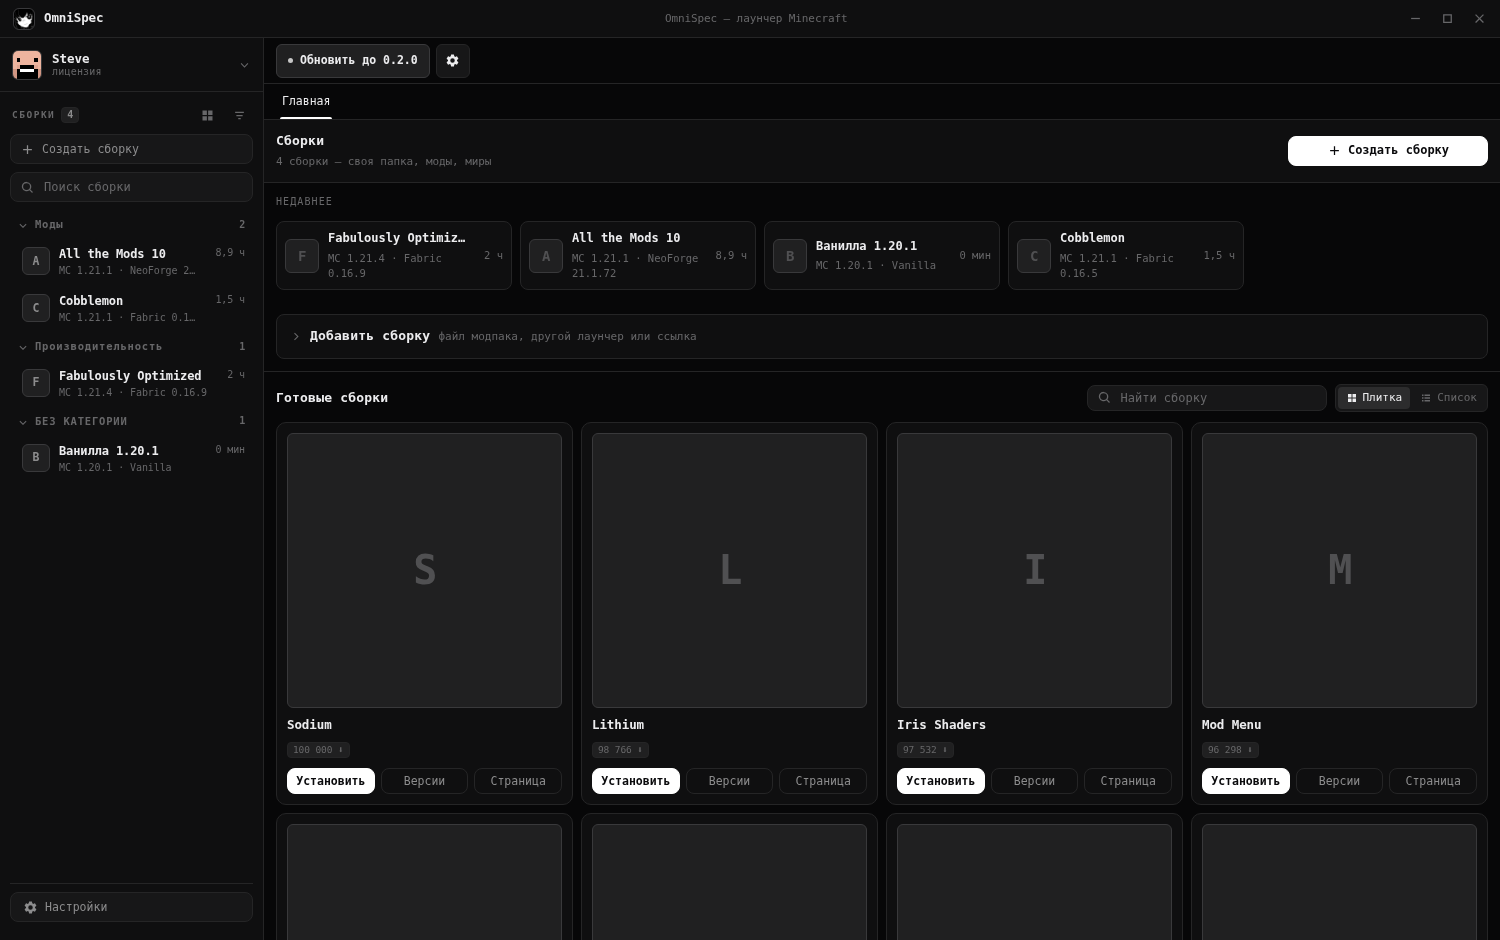 OmniSpec
OmniSpec — лаунчер Minecraft
Steve
лицензия
СБОРКИ 4
Создать сборку
Поиск сборки
Моды 2
A
All the Mods 10 8,9 ч
MC 1.21.1 · NeoForge 2…
C
Cobblemon 1,5 ч
MC 1.21.1 · Fabric 0.1…
Производительность 1
F
Fabulously Optimized 2 ч
MC 1.21.4 · Fabric 0.16.9
БЕЗ КАТЕГОРИИ 1
В
Ванилла 1.20.1 0 мин
MC 1.20.1 · Vanilla
Настройки
Обновить до 0.2.0
Главная
Сборки
4 сборки — своя папка, моды, миры
Создать сборку
НЕДАВНЕЕ
F
Fabulously Optimiz…
MC 1.21.4 · Fabric
0.16.9
2 ч
A
All the Mods 10
MC 1.21.1 · NeoForge
21.1.72
8,9 ч
В
Ванилла 1.20.1
MC 1.20.1 · Vanilla
0 мин
C
Cobblemon
MC 1.21.1 · Fabric
0.16.5
1,5 ч
Добавить сборку файл модпака, другой лаунчер или ссылка
Готовые сборки
Найти сборку
Плитка
Список
S
Sodium
100 000 ⬇
Установить Версии Страница
L
Lithium
98 766 ⬇
Установить Версии Страница
I
Iris Shaders
97 532 ⬇
Установить Версии Страница
M
Mod Menu
96 298 ⬇
Установить Версии Страница